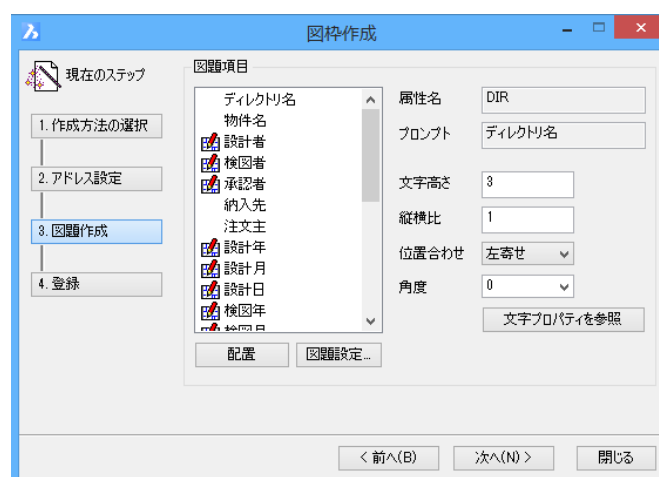 図枠作成
現在のステップ
1. 作成方法の選択
2. アドレス設定
3. 図題作成
4. 登録
図題項目
ディレクトリ名
物件名
設計者
検図者
承認者
納入先
注文主
設計年
設計月
設計日
検図年
検図月
配置
図題設定...
属性名 DIR
プロンプト ディレクトリ名
文字高さ 3
縦横比 1
位置合わせ 左寄せ
角度 0
文字プロパティを参照
< 前へ(B)
次へ(N) >
閉じる